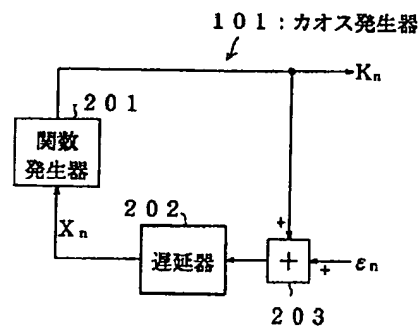 １０１：カオス発生器
Kₙ
２０１
関数
発生器
２０２
Xₙ
遅延器
+
+
+
εₙ
２０３